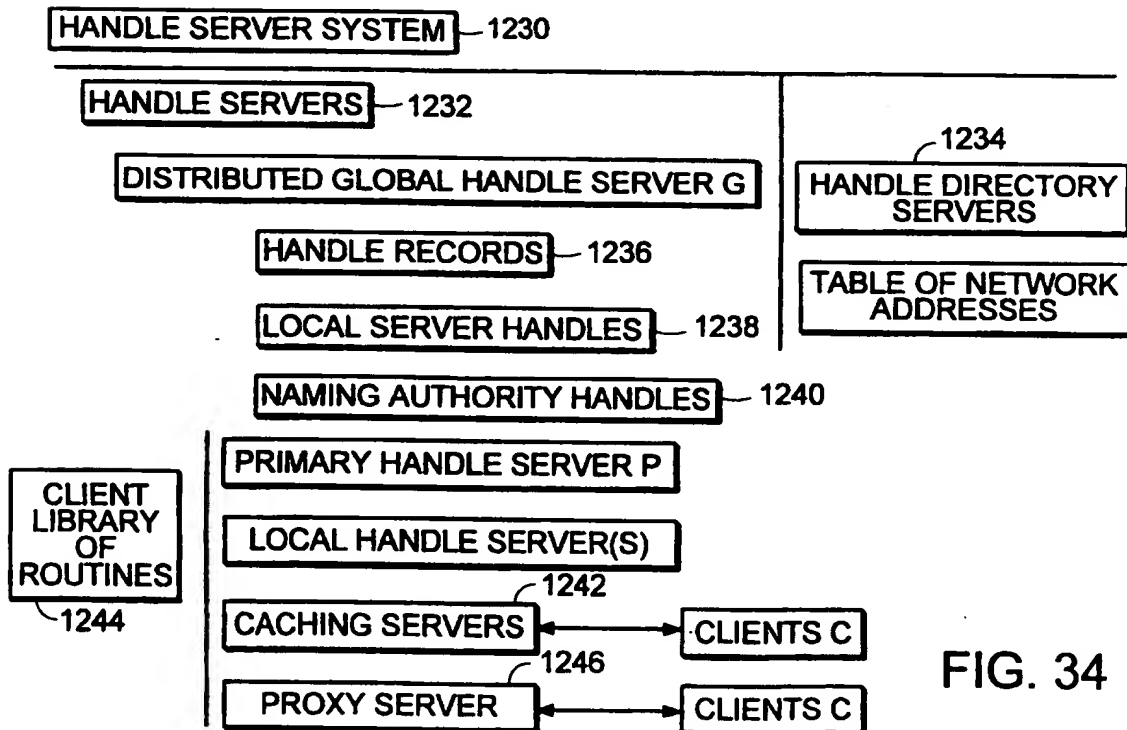 HANDLE SERVER SYSTEM 1230
HANDLE SERVERS 1232
1234
DISTRIBUTED GLOBAL HANDLE SERVER G
HANDLE DIRECTORY
SERVERS
HANDLE RECORDS 1236
TABLE OF NETWORK
ADDRESSES
LOCAL SERVER HANDLES 1238
NAMING AUTHORITY HANDLES 1240
PRIMARY HANDLE SERVER P
CLIENT
LIBRARY
OF
ROUTINES
1244
LOCAL HANDLE SERVER(S)
1242
CACHING SERVERS
CLIENTS C
1246
PROXY SERVER
CLIENTS C
FIG. 34